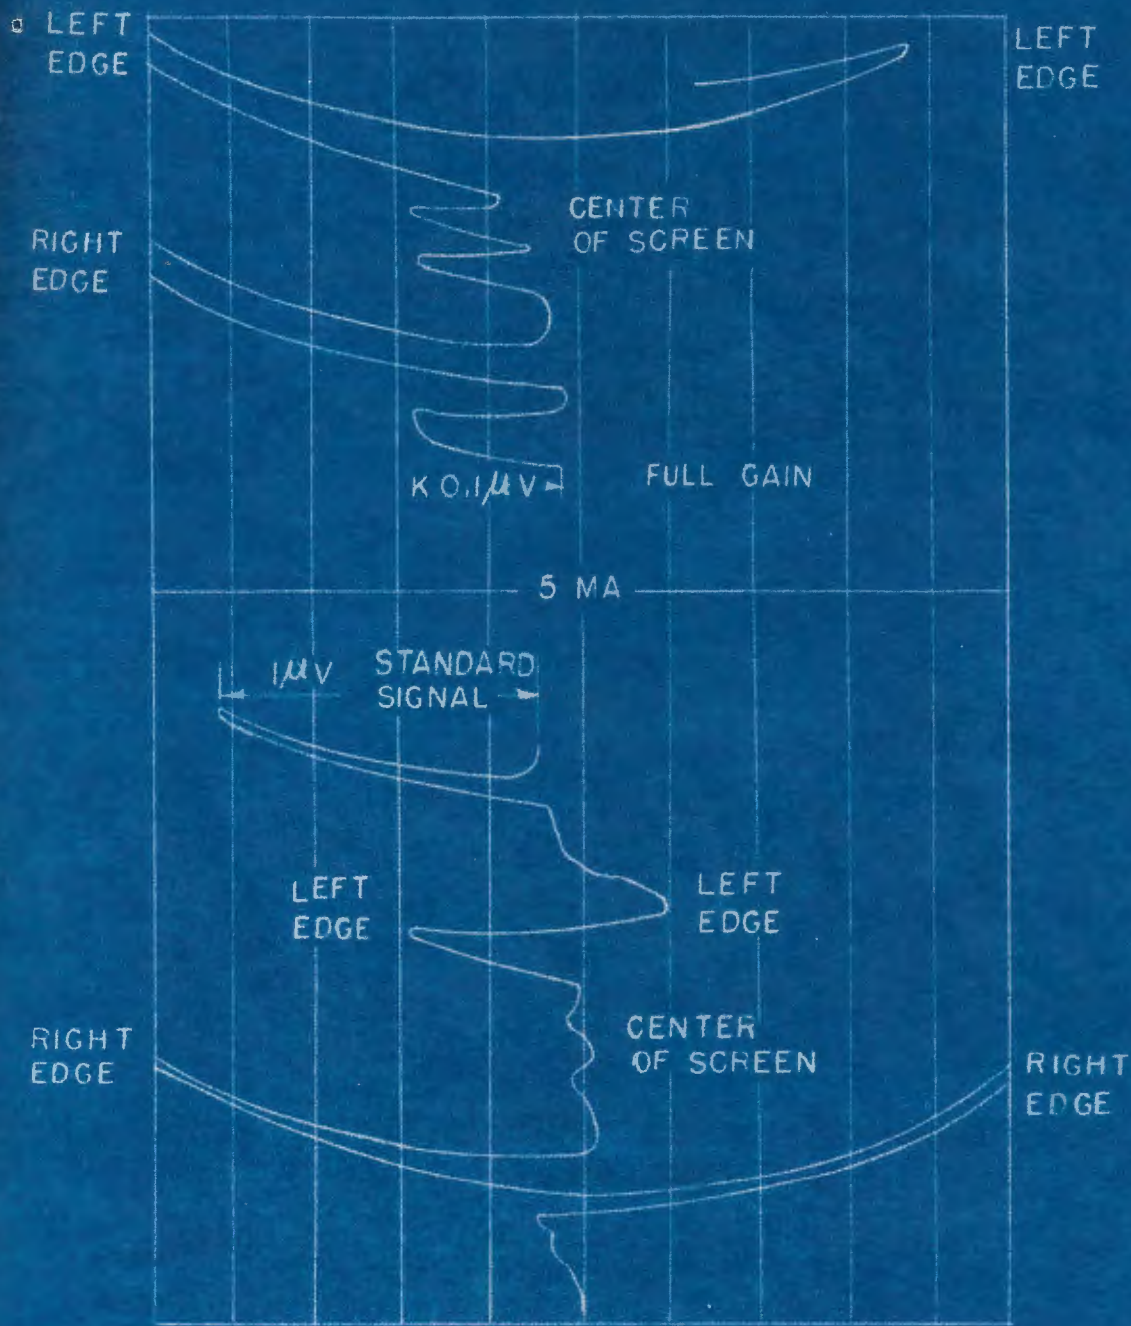 LEFT
EDGE
LEFT
EDGE
CENTER
OF SCREEN
RIGHT
EDGE
K 0.1μV
FULL GAIN
5 MA
1μV STANDARD
SIGNAL
LEFT
EDGE
LEFT
EDGE
CENTER
OF SCREEN
RIGHT
EDGE
RIGHT
EDGE